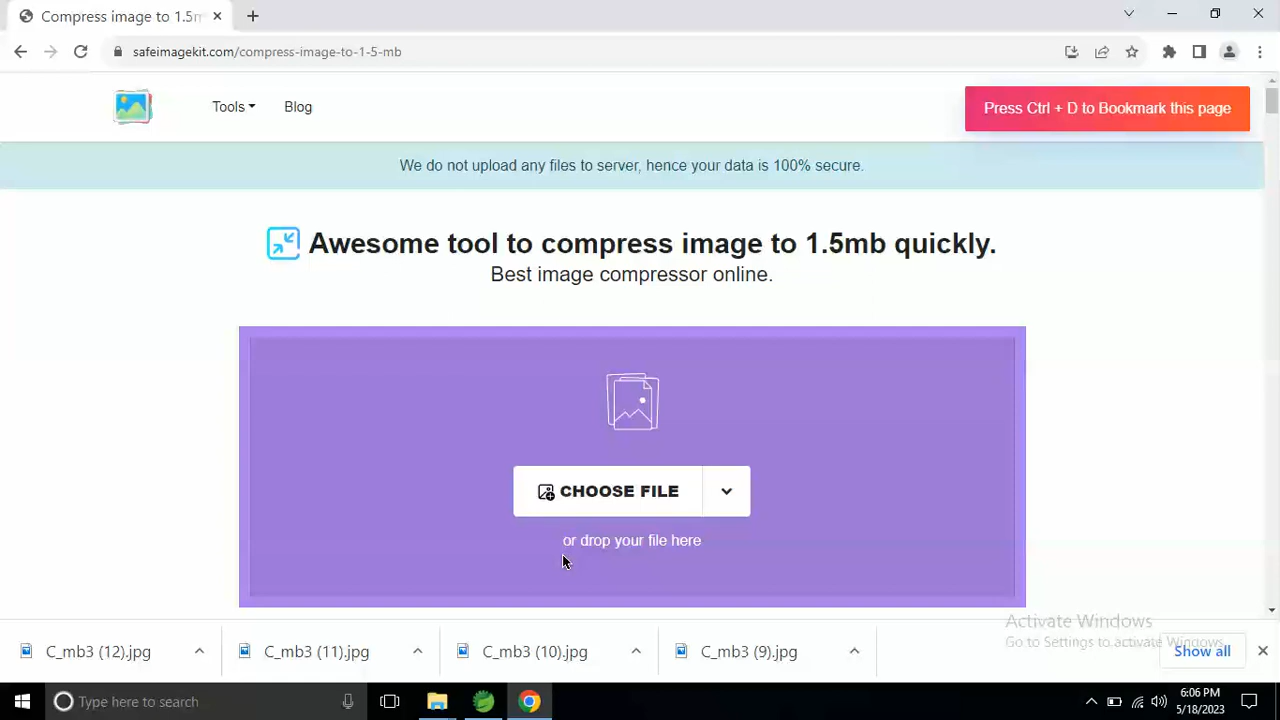 Compress image to 1.5m
safeimagekit.com/compress-image-to-1-5-mb
Tools
Blog
Press Ctrl + D to Bookmark this page
We do not upload any files to server, hence your data is 100% secure.
Awesome tool to compress image to 1.5mb quickly.
Best image compressor online.
CHOOSE FILE
or drop your file here
Activate Windows
Go to Settings to activate Windows.
C_mb3 (12).jpg
C_mb3 (11).jpg
C_mb3 (10).jpg
C_mb3 (9).jpg
Show all
Type here to search
6:06 PM
5/18/2023